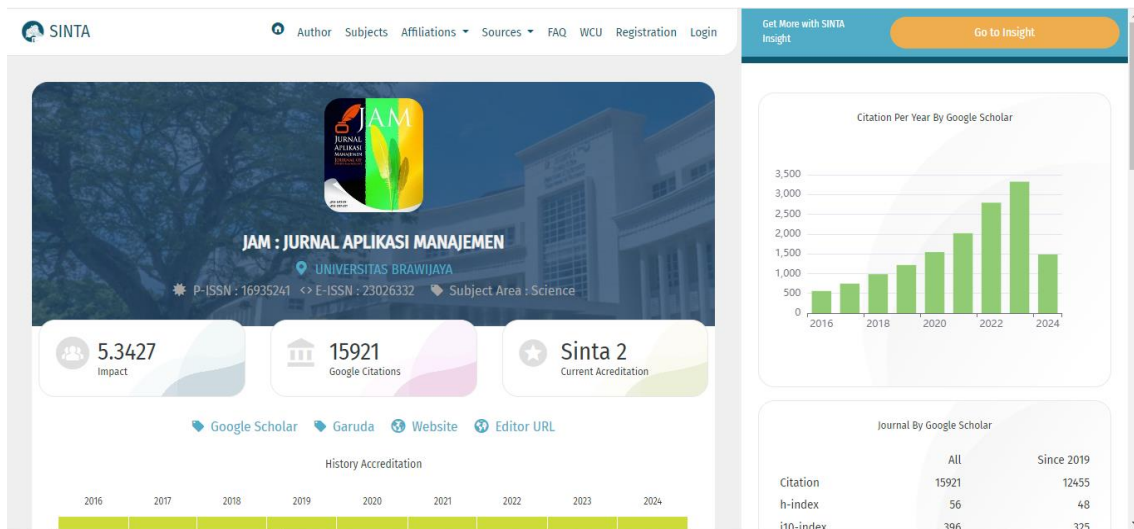 SINTA
Author Subjects Affiliations Sources FAQ WCU Registration Login
Get More with SINTA
Insight
Go to Insight
JAM
JURNAL
APLIKASI
MANAJEMEN
JAM : JURNAL APLIKASI MANAJEMEN
UNIVERSITAS BRAWIJAYA
P-ISSN : 16935241 <> E-ISSN : 23026332 Subject Area : Science
5.3427
Impact
15921
Google Citations
Sinta 2
Current Acreditation
Google Scholar Garuda Website Editor URL
History Accreditation
2016 2017 2018 2019 2020 2021 2022 2023 2024
Citation Per Year By Google Scholar
3,500
3,000
2,500
2,000
1,500
1,000
500
0
2016 2018 2020 2022 2024
Journal By Google Scholar
All Since 2019
Citation 15921 12455
h-index 56 48
i10-index 396 325